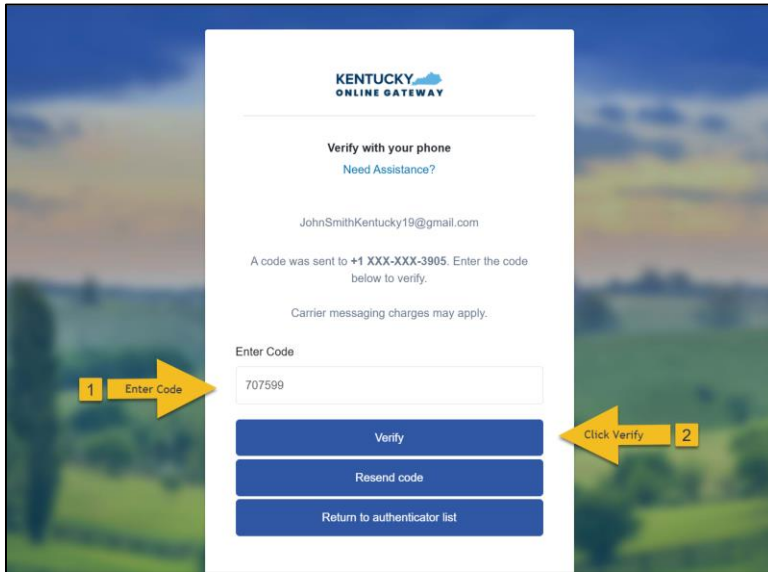 KENTUCKY
ONLINE GATEWAY
Verify with your phone
Need Assistance?
JohnSmithKentucky19@gmail.com
A code was sent to +1 XXX-XXX-3905. Enter the code
below to verify.
Carrier messaging charges may apply.
Enter Code
1 Enter Code
707599
Verify
Click Verify 2
Resend code
Return to authenticator list